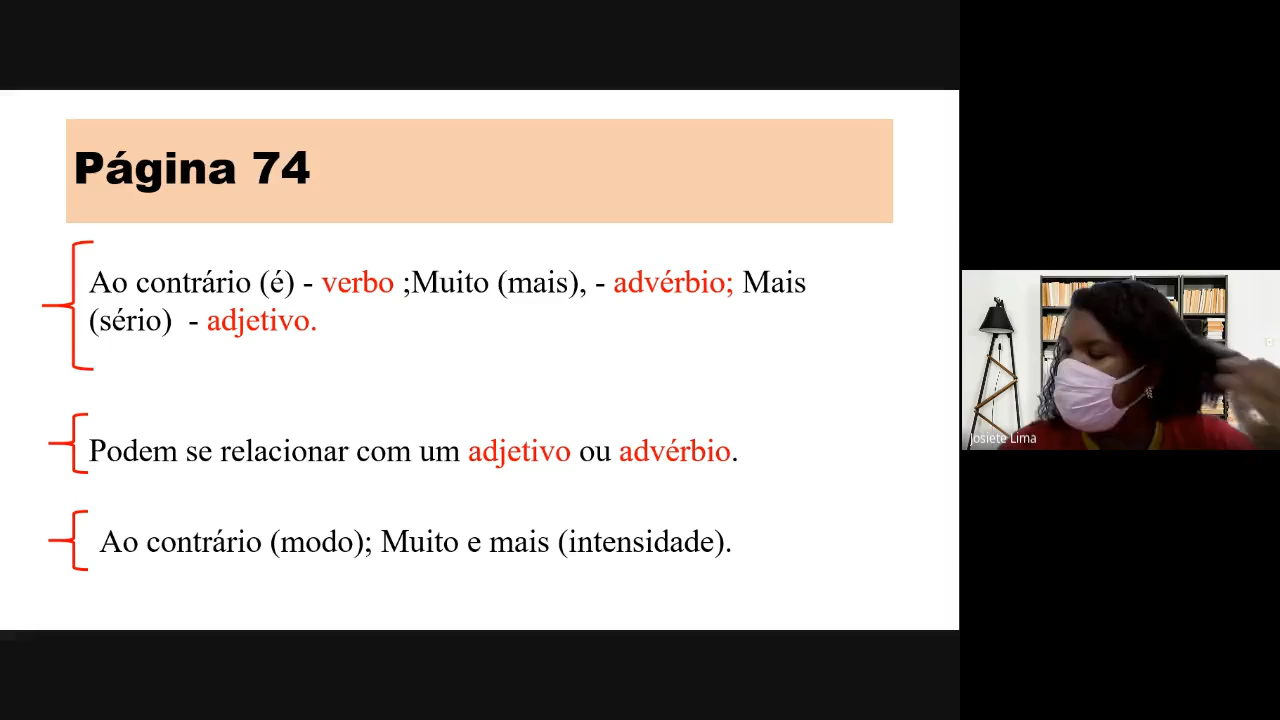 Página 74
Ao contrário (é) - verbo ;Muito (mais), - advérbio; Mais
(sério)  - adjetivo.
Podem se relacionar com um adjetivo ou advérbio.
Ao contrário (modo); Muito e mais (intensidade).
Josiete Lima